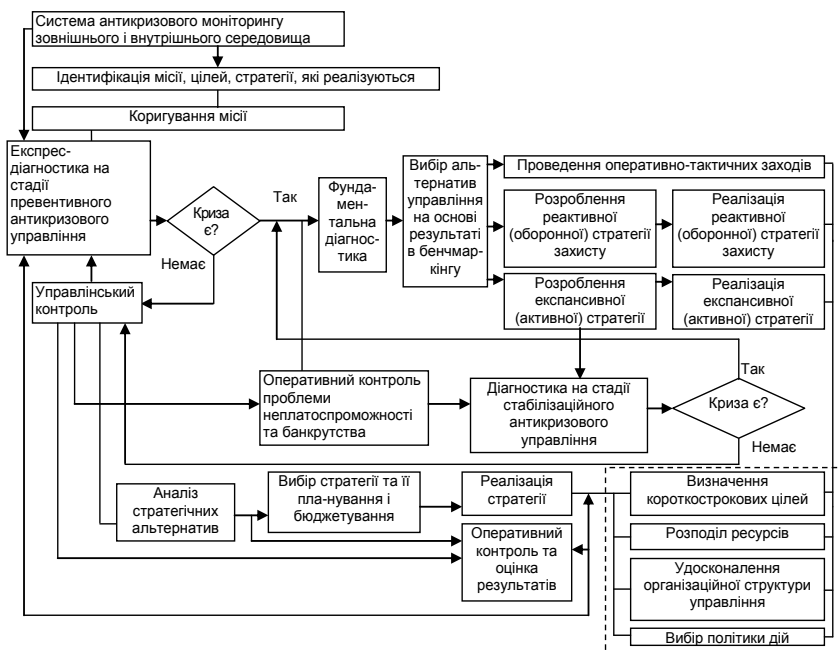 Система антикризового моніторингу
зовнішнього і внутрішнього середовища
Ідентифікація місії, цілей, стратегії, які реалізуються
Коригування місії
Експрес-
діагностика на
стадії
превентивного
антикризового
управління
Криза
є?
Так
Немає
Фунда-
мен-
тальна
діагнос-
тика
Вибір аль-
тернатив
управління
на основі
результаті
в бенчмар-
кінгу
Проведення оперативно-тактичних заходів
Розроблення
реактивної
(оборонної)
стратегії
захисту
Реалізація
реактивної
(оборонної)
стратегії
захисту
Розроблення
експансивної
(активної)
стратегії
Реалізація
експансивної
(активної)
стратегії
Управлінський
контроль
Оперативний контроль
проблеми
неплатоспроможності
та банкрутства
Діагностика на стадії
стабілізаційного
антикризового
управління
Так
Криза є?
Немає
Аналіз
стратегічних
альтернатив
Вибір стратегії та її
пла-нування і
бюджетування
Реалізація
стратегії
Оперативний
контроль та
оцінка
результатів
Визначення
короткострокових цілей
Розподіл ресурсів
Удосконалення
організаційної структури
управління
Вибір політики дій